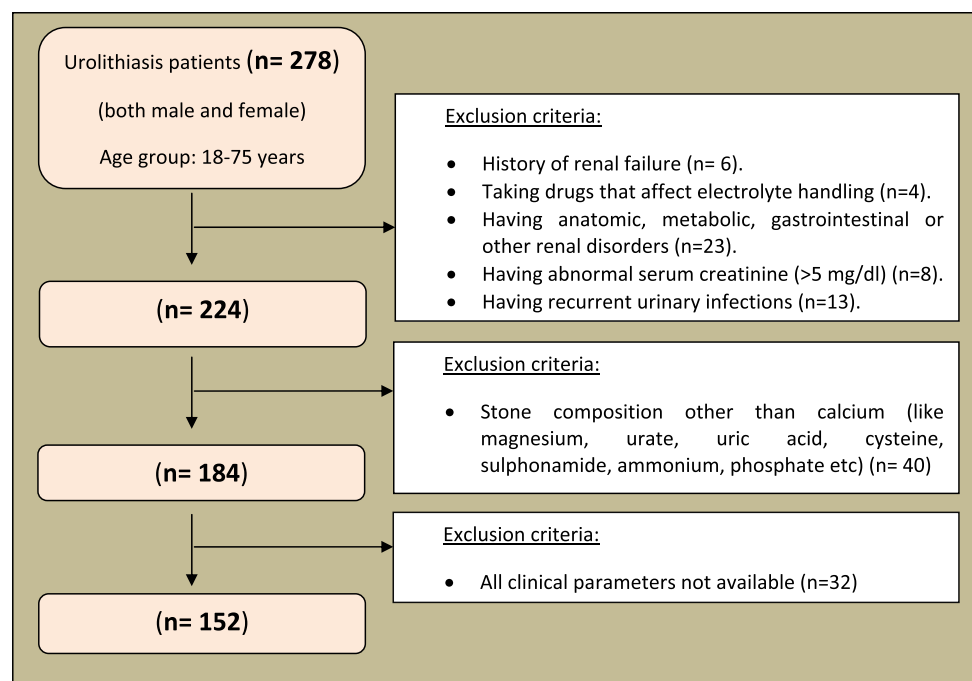 Urolithiasis patients (n= 278)
(both male and female)
Age group: 18-75 years
Exclusion criteria:
• History of renal failure (n= 6).
• Taking drugs that affect electrolyte handling (n=4).
• Having anatomic, metabolic, gastrointestinal or
other renal disorders (n=23).
• Having abnormal serum creatinine (>5 mg/dl) (n=8).
• Having recurrent urinary infections (n=13).
(n= 224)
Exclusion criteria:
• Stone composition other than calcium (like
magnesium, urate, uric acid, cysteine,
sulphonamide, ammonium, phosphate etc) (n= 40)
(n= 184)
Exclusion criteria:
• All clinical parameters not available (n=32)
(n= 152)